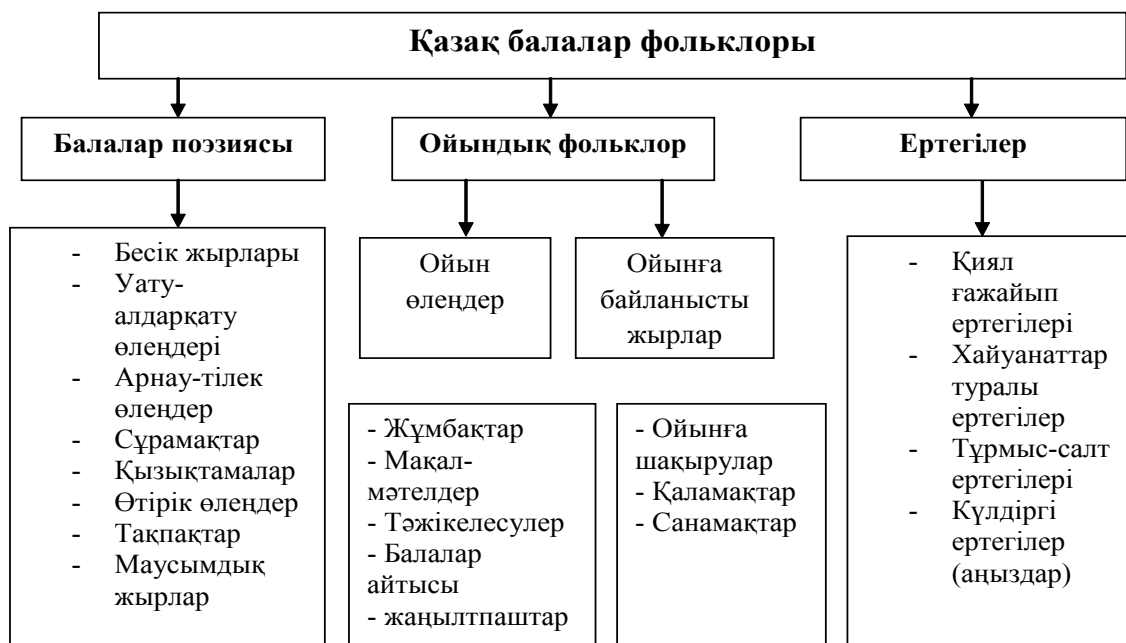 Қазақ балалар фольклоры
Балалар поэзиясы
Ойындық фольклор
Ертегілер
- Бесік жырлары
- Уату-
алдарқату
өлеңдері
- Арнау-тілек
өлеңдер
- Сұрамақтар
- Қызықтамалар
- Өтірік өлеңдер
- Тақпақтар
- Маусымдық
жырлар
Ойын
өлеңдер
Ойынға
байланысты
жырлар
- Жұмбақтар
- Мақал-
мәтелдер
- Тәжікелесулер
- Балалар
айтысы
- жаңылтпаштар
- Ойынға
шақырулар
- Қаламақтар
- Санамақтар
- Қиял
ғажайып
ертегілері
- Хайуанаттар
туралы
ертегілер
- Тұрмыс-салт
ертегілері
- Күлдіргі
ертегілер
(аңыздар)